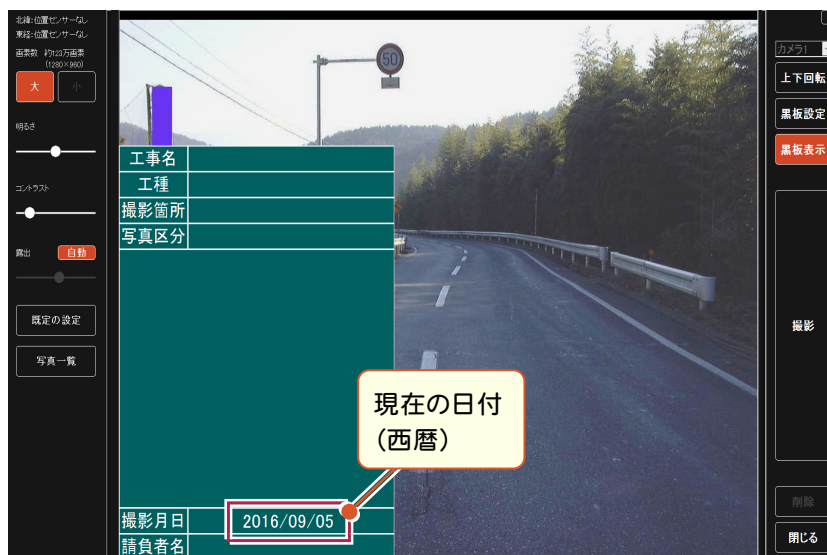 北緯:位置センサーなし
東経:位置センサーなし
画素数 約123万画素
(1280×960)
大
小
明るさ
コントラスト
露出
自動
既定の設定
写真一覧
50
工事名
工種
撮影箇所
写真区分
現在の日付
(西暦)
撮影月日
2016/09/05
請負者名
カメラ1
上下回転
黒板設定
黒板表示
撮影
削除
閉じる